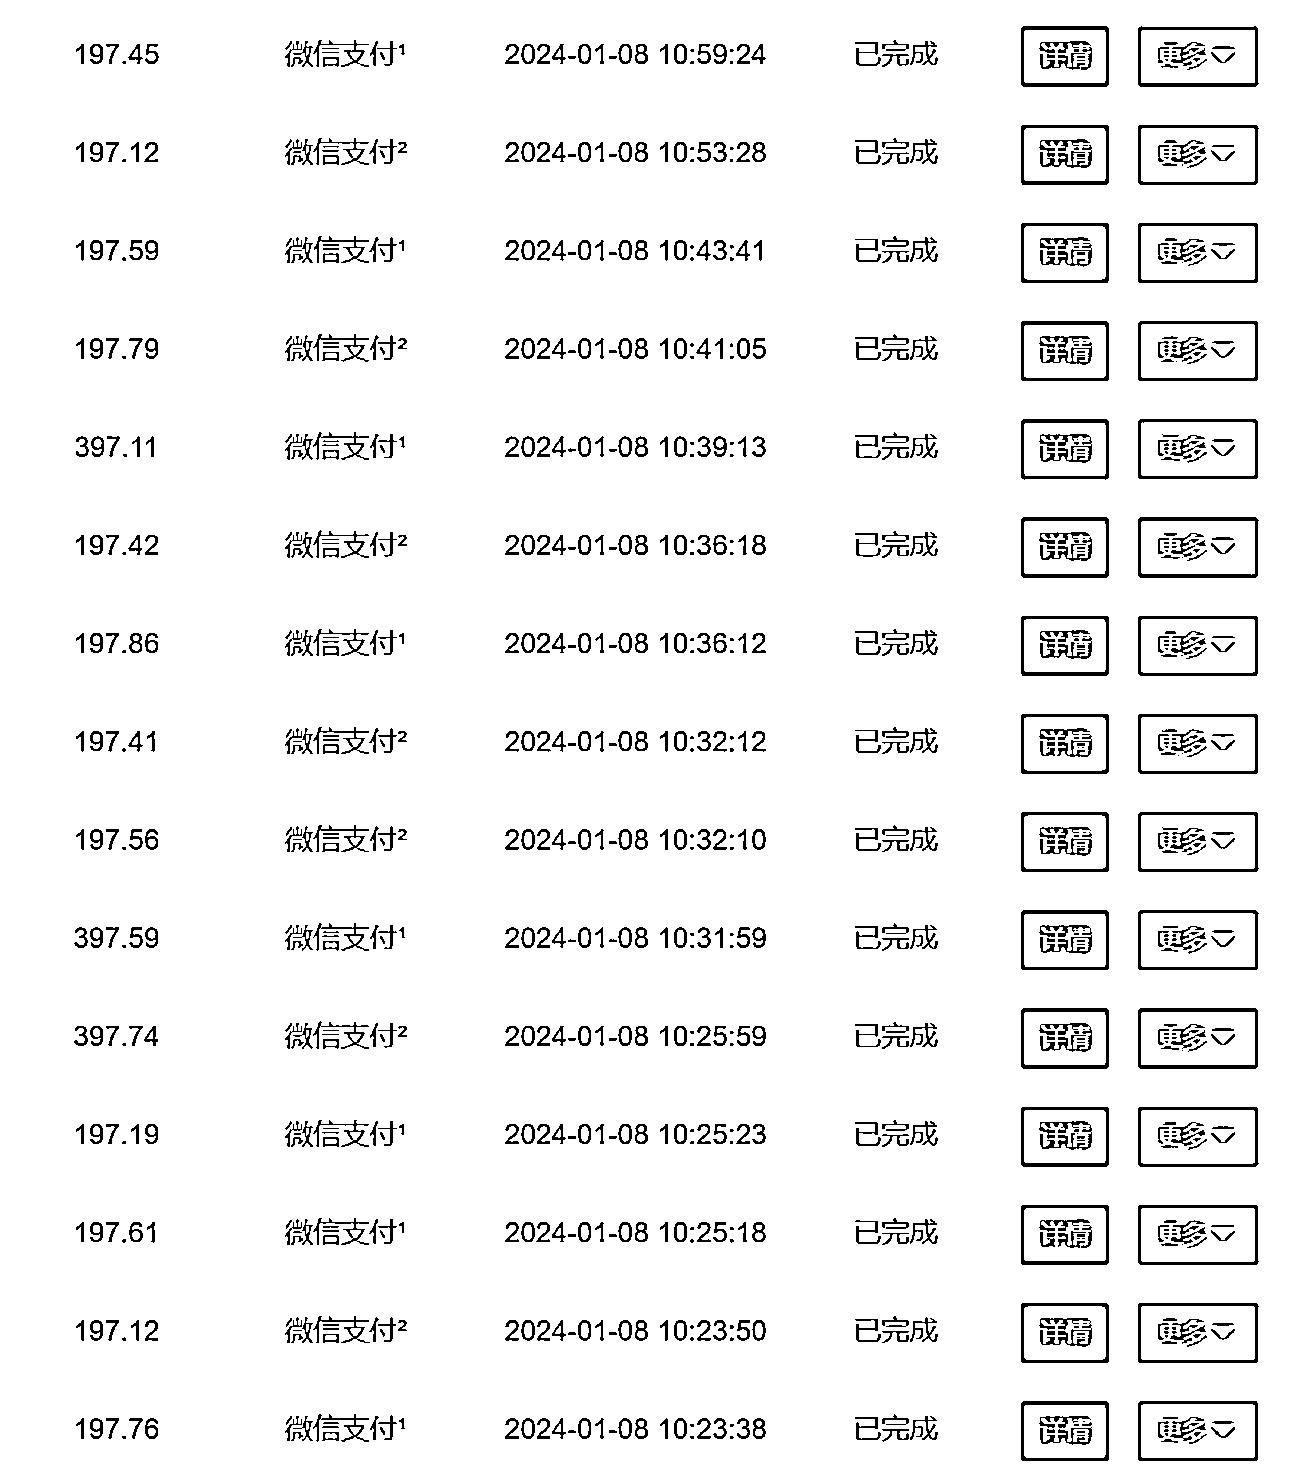 197.45 微信支付¹ 2024-01-08 10:59:24 已完成 详情 更多
197.12 微信支付² 2024-01-08 10:53:28 已完成 详情 更多
197.59 微信支付¹ 2024-01-08 10:43:41 已完成 详情 更多
197.79 微信支付² 2024-01-08 10:41:05 已完成 详情 更多
397.11 微信支付¹ 2024-01-08 10:39:13 已完成 详情 更多
197.42 微信支付² 2024-01-08 10:36:18 已完成 详情 更多
197.86 微信支付¹ 2024-01-08 10:36:12 已完成 详情 更多
197.41 微信支付² 2024-01-08 10:32:12 已完成 详情 更多
197.56 微信支付² 2024-01-08 10:32:10 已完成 详情 更多
397.59 微信支付¹ 2024-01-08 10:31:59 已完成 详情 更多
397.74 微信支付² 2024-01-08 10:25:59 已完成 详情 更多
197.19 微信支付¹ 2024-01-08 10:25:23 已完成 详情 更多
197.61 微信支付¹ 2024-01-08 10:25:18 已完成 详情 更多
197.12 微信支付² 2024-01-08 10:23:50 已完成 详情 更多
197.76 微信支付¹ 2024-01-08 10:23:38 已完成 详情 更多